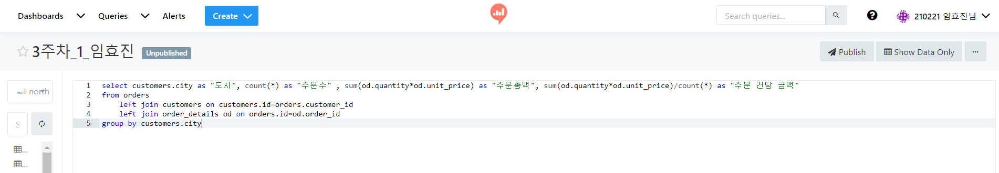 Dashboards Queries Alerts Create Search queries... 210221 임효진님
3주차_1_임효진 Unpublished Publish Show Data Only ...
north
1 select customers.city as "도시", count(*) as "주문수" , sum(od.quantity*od.unit_price) as "주문총액", sum(od.quantity*od.unit_price)/count(*) as "주문 건당 금액"
2 from orders
3 left join customers on customers.id=orders.customer_id
4 left join order_details od on orders.id=od.order_id
5 group by customers.city
S
...
...